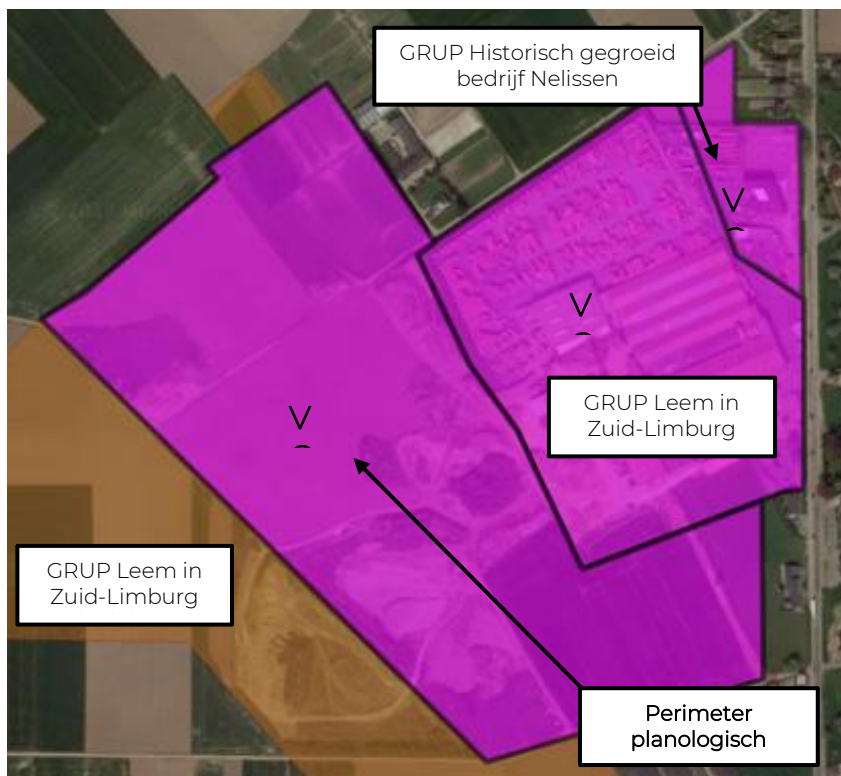 GRUP Historisch gegroeid
bedrijf Nelissen
V
V
V
GRUP Leem in
Zuid-Limburg
GRUP Leem in
Zuid-Limburg
Perimeter
planologisch